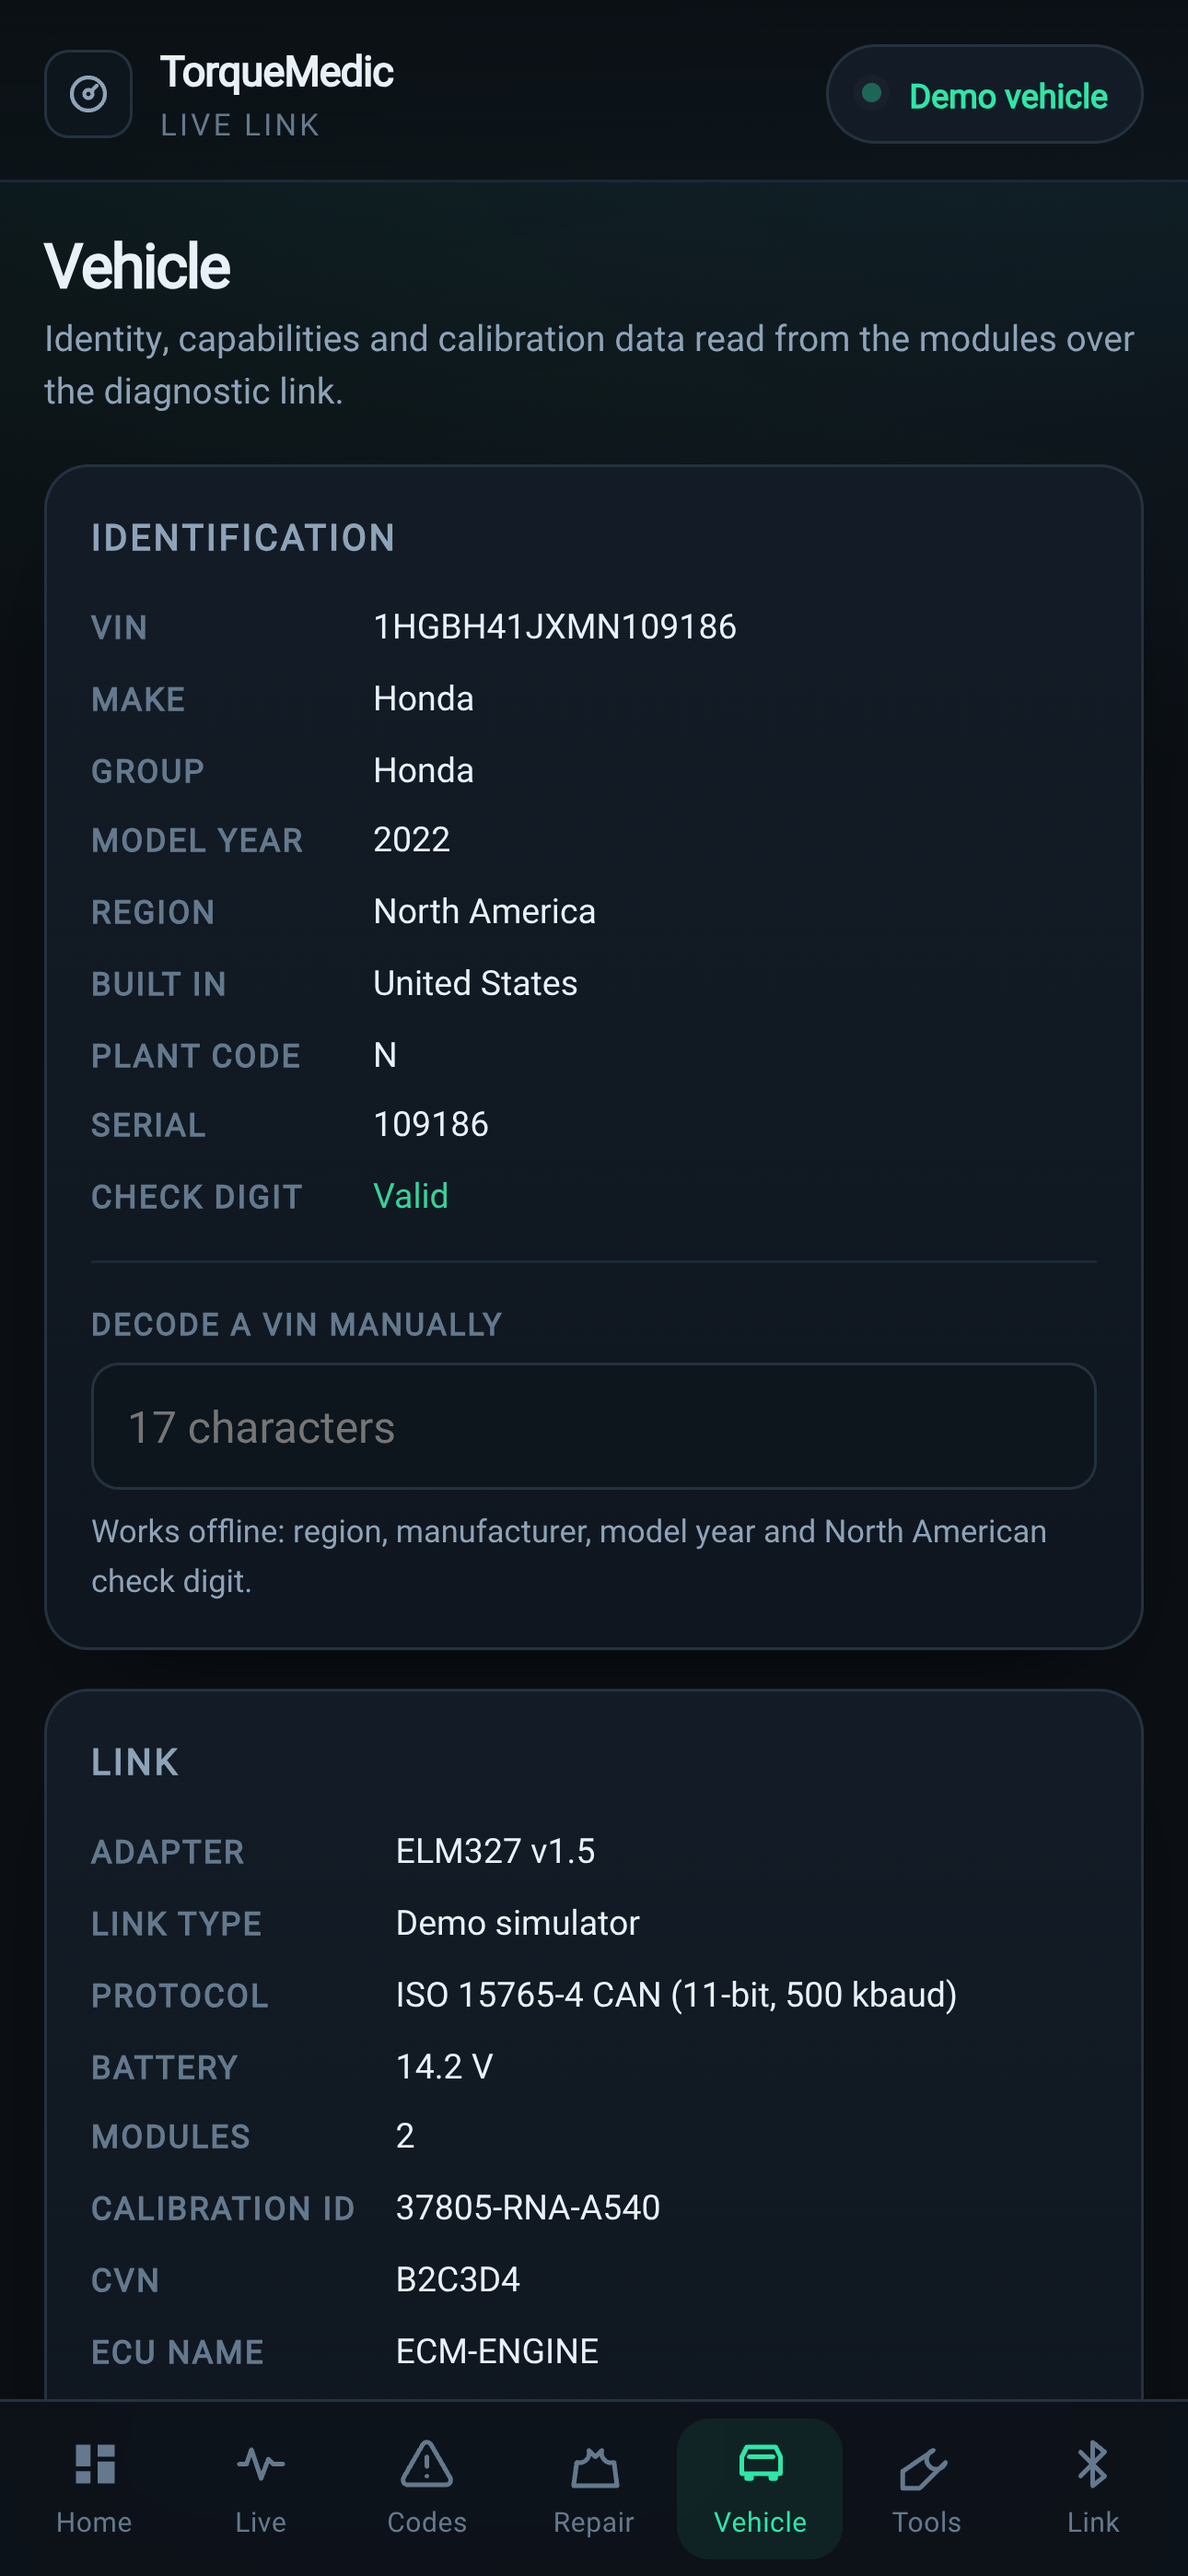 TorqueMedic
LIVE LINK
Demo vehicle
Vehicle
Identity, capabilities and calibration data read from the modules over
the diagnostic link.
IDENTIFICATION
VIN 1HGBH41JXMN109186
MAKE Honda
GROUP Honda
MODEL YEAR 2022
REGION North America
BUILT IN United States
PLANT CODE N
SERIAL 109186
CHECK DIGIT Valid
DECODE A VIN MANUALLY
17 characters
Works offline: region, manufacturer, model year and North American
check digit.
LINK
ADAPTER ELM327 v1.5
LINK TYPE Demo simulator
PROTOCOL ISO 15765-4 CAN (11-bit, 500 kbaud)
BATTERY 14.2 V
MODULES 2
CALIBRATION ID 37805-RNA-A540
CVN B2C3D4
ECU NAME ECM-ENGINE
Home Live Codes Repair Vehicle Tools Link